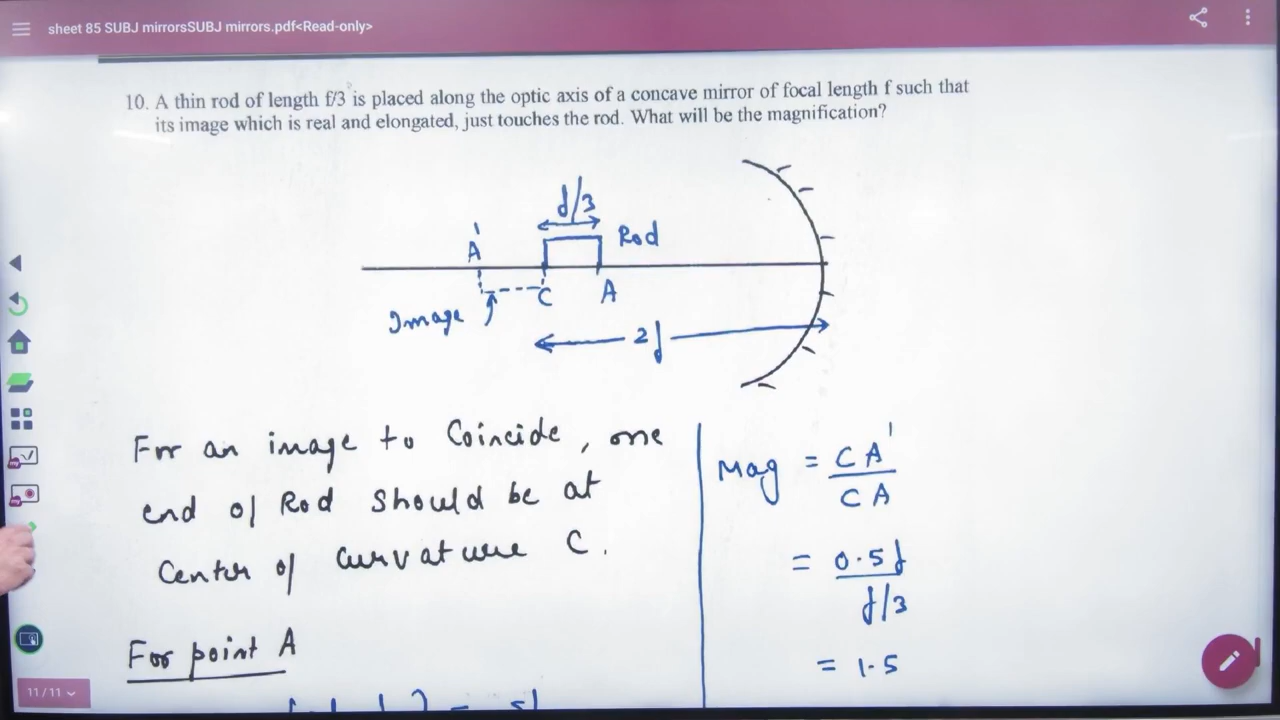 sheet 85 SUBJ mirrorsSUBJ mirrors.pdf<Read-only>
10. A thin rod of length f/3 is placed along the optic axis of a concave mirror of focal length f such that
its image which is real and elongated, just touches the rod. What will be the magnification?
f/3
Rod
A'
C
A
Image
2f
For an image to Coincide, one
end of Rod should be at
Center of curvature C.
For point A
Mag = CA'
CA
= 0.5f
f/3
= 1.5
11/11